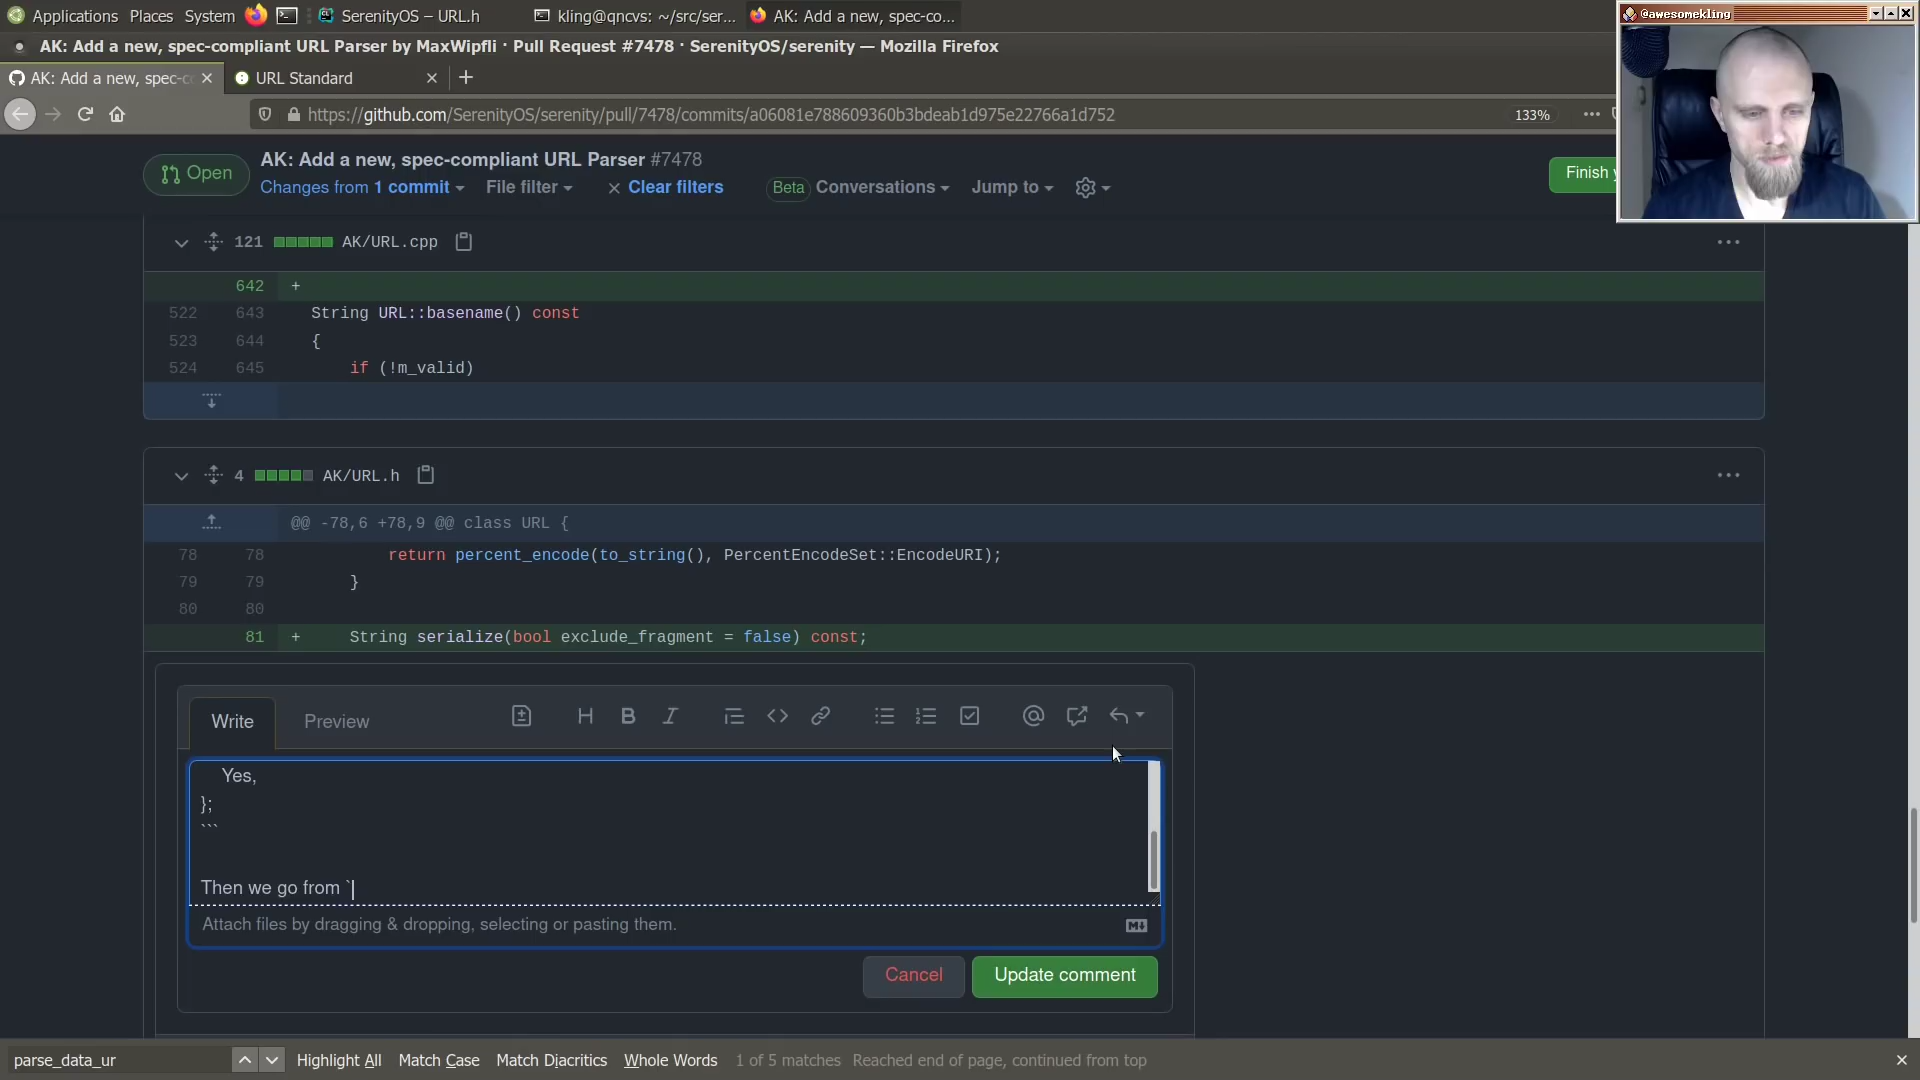 Applications Places System SerenityOS – URL.h kling@qncvs: ~/src/ser... AK: Add a new, spec-co...
@awesomekling
AK: Add a new, spec-compliant URL Parser by MaxWipfli · Pull Request #7478 · SerenityOS/serenity — Mozilla Firefox
AK: Add a new, spec-co URL Standard
https://github.com/SerenityOS/serenity/pull/7478/commits/a06081e788609360b3bdeab1d975e22766a1d752 133%
Open AK: Add a new, spec-compliant URL Parser #7478
Changes from 1 commit File filter Clear filters Beta Conversations Jump to Finish y
121 AK/URL.cpp
642 +
522 643 String URL::basename() const
523 644 {
524 645 if (!m_valid)
4 AK/URL.h
@@ -78,6 +78,9 @@ class URL {
78 78 return percent_encode(to_string(), PercentEncodeSet::EncodeURI);
79 79 }
80 80
81 + String serialize(bool exclude_fragment = false) const;
Write Preview
Yes,
};
```
Then we go from `
Attach files by dragging & dropping, selecting or pasting them.
Cancel Update comment
parse_data_ur Highlight All Match Case Match Diacritics Whole Words 1 of 5 matches Reached end of page, continued from top